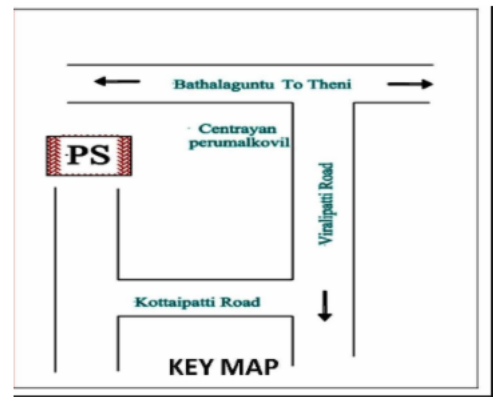 Bathalaguntu To Theni
Centrayan
perumalkovil
PS
Viralipatti Road
Kottaipatti Road
KEY MAP